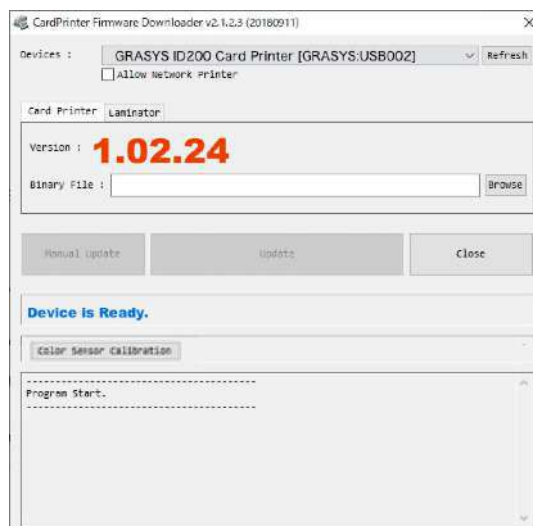 CardPrinter Firmware Downloader v2.1.2.3 (20180911)
Devices : GRASYS ID200 Card Printer [GRASYS:USB002] Refresh
Allow Network Printer
Card Printer Laminator
Version : 1.02.24
Binary File : Browse
Manual Update Update Close
Device is Ready.
Color Sensor Calibration
----------------------------------------
Program Start.
----------------------------------------